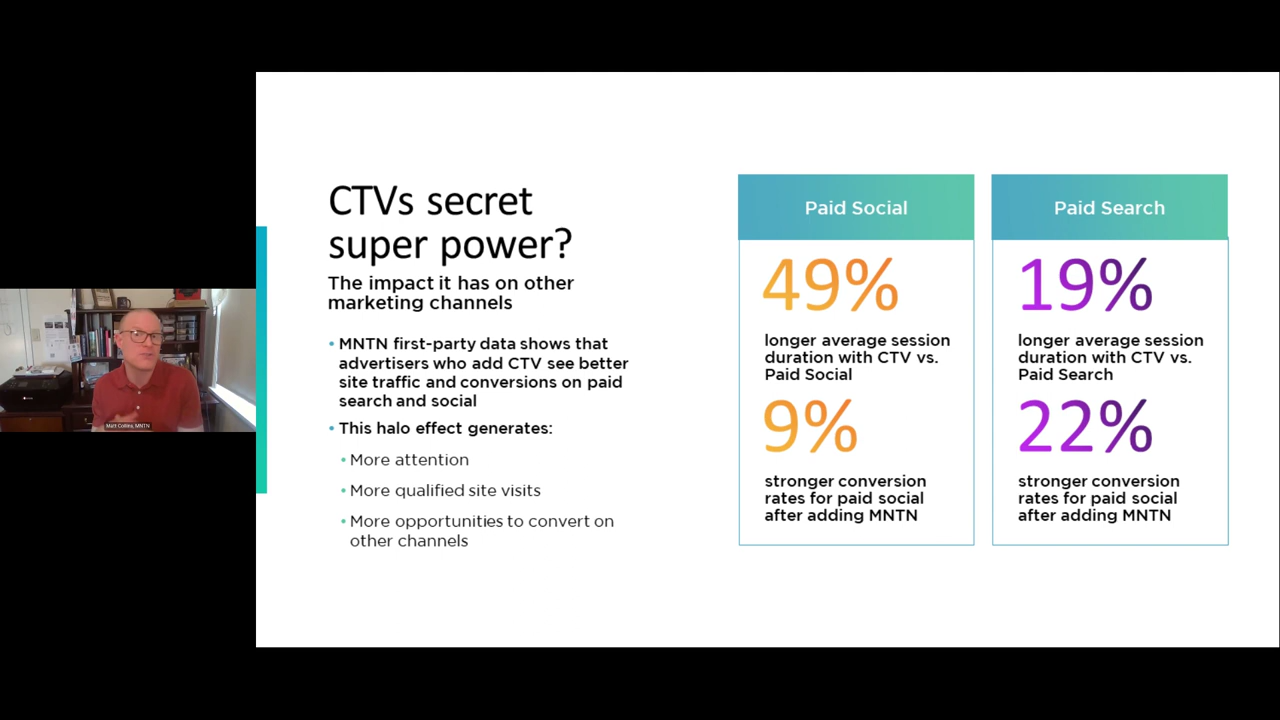 CTVs secret
super power?
The impact it has on other
marketing channels
• MNTN first-party data shows that
advertisers who add CTV see better
site traffic and conversions on paid
search and social
• This halo effect generates:
• More attention
• More qualified site visits
• More opportunities to convert on
other channels
Paid Social
49%
longer average session
duration with CTV vs.
Paid Social
9%
stronger conversion
rates for paid social
after adding MNTN
Paid Search
19%
longer average session
duration with CTV vs.
Paid Search
22%
stronger conversion
rates for paid social
after adding MNTN
Matt Collins, MNTN